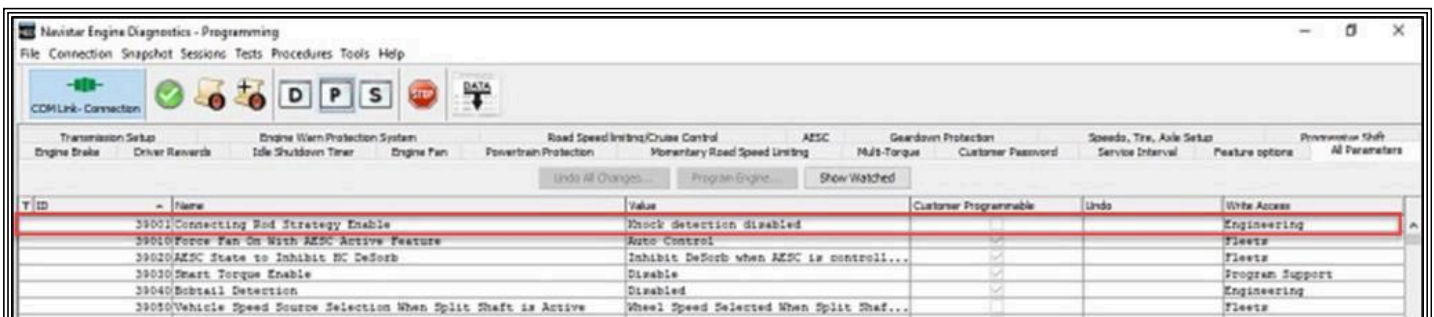 Navistar Engine Diagnostics - Programming
File Connection Snapshot Sessions Tests Procedures Tools Help
COM Link - Connection D P S STOP DATA
Transmission Setup Engine Warn Protection System Road Speed limiting/Cruise Control AESC Geardown Protection Speedo, Tire, Axle Setup Progressive Shift
Engine Brake Driver Rewards Idle Shutdown Timer Engine Fan Powertrain Protection Momentary Road Speed Limiting Multi-Torque Customer Password Service Interval Feature options All Parameters
Undo All Changes... Program Engine... Show Watched
T ID Name Value Customer Programmable Undo Write Access
39001 Connecting Rod Strategy Enable Knock detection disabled Engineering
39010 Force Fan On With AESC Active Feature Auto Control Fleets
39020 AESC State to Inhibit HC DeSorb Inhibit DeSorb when AESC is controll... Fleets
39030 Smart Torque Enable Disable Program Support
39040 Bobtail Detection Disabled Engineering
39050 Vehicle Speed Source Selection When Split Shaft is Active Wheel Speed Selected When Split Shaf... Fleets